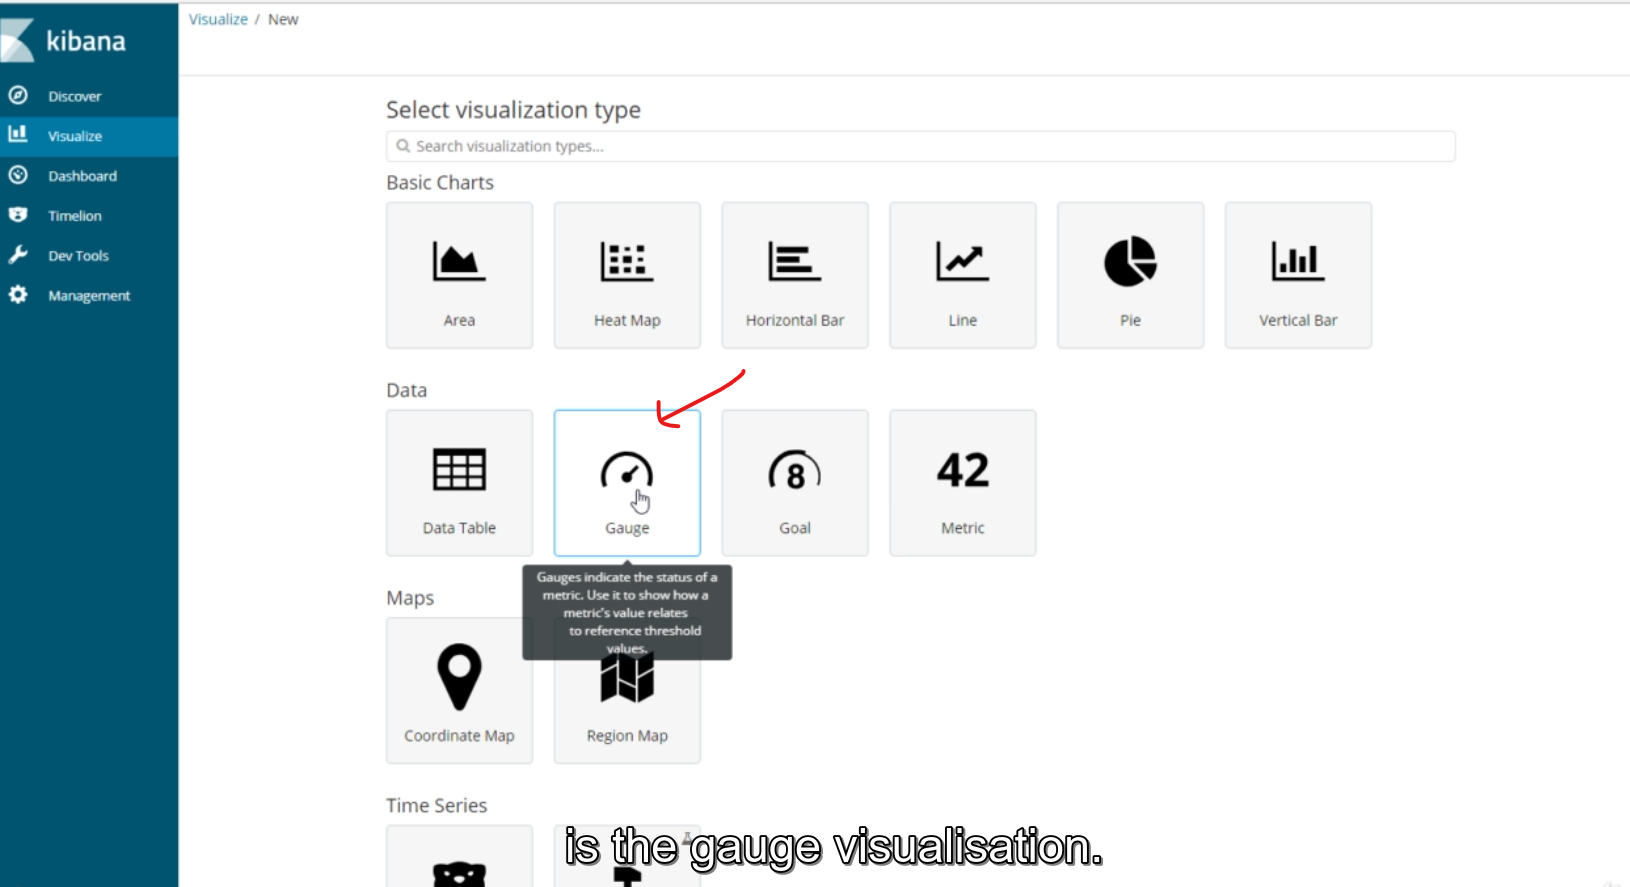 Visualize / New
kibana
Discover
Visualize
Dashboard
Timelion
Dev Tools
Management
Select visualization type
Search visualization types...
Basic Charts
Area
Heat Map
Horizontal Bar
Line
Pie
Vertical Bar
Data
8
42
Data Table
Gauge
Goal
Metric
Gauges indicate the status of a
metric. Use it to show how a
metric's value relates
to reference threshold
values.
Maps
Coordinate Map
Region Map
Time Series
is the gauge visualisation.